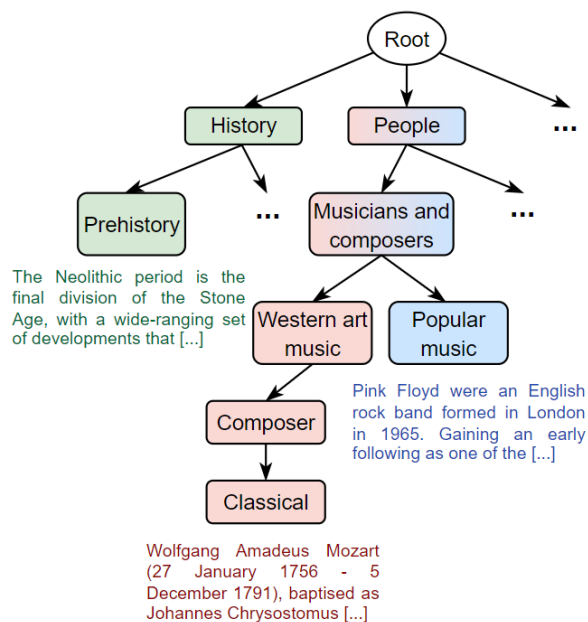 Root
History
People
...
Prehistory
...
Musicians and
composers
...
The Neolithic period is the
final division of the Stone
Age, with a wide-ranging set
of developments that [...]
Western art
music
Popular
music
Pink Floyd were an English
rock band formed in London
in 1965. Gaining an early
following as one of the [...]
Composer
Classical
Wolfgang Amadeus Mozart
(27 January 1756 - 5
December 1791), baptised as
Johannes Chrysostomus [...]